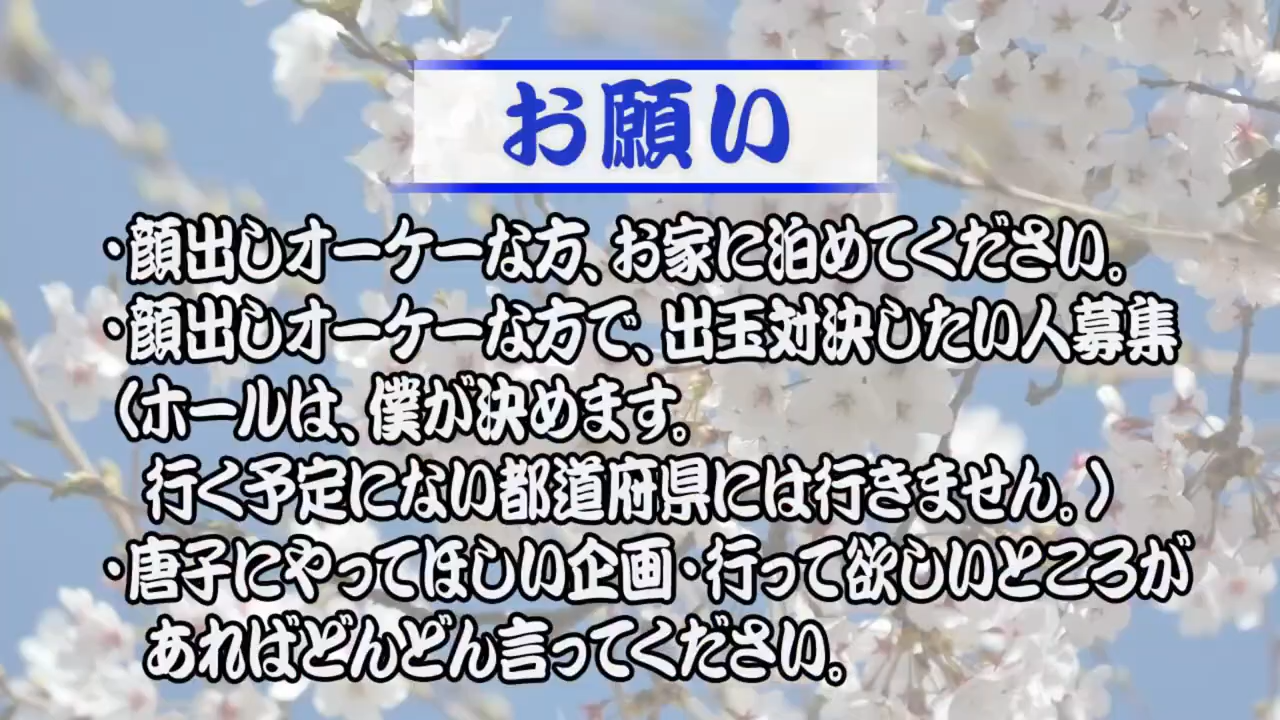 お願い
・顔出しオーケーな方、お家に泊めてください。
・顔出しオーケーな方で、出玉対決したい人募集
（ホールは、僕が決めます。
行く予定にない都道府県には行きません。）
・唐子にやってほしい企画・行って欲しいところが
あればどんどん言ってください。